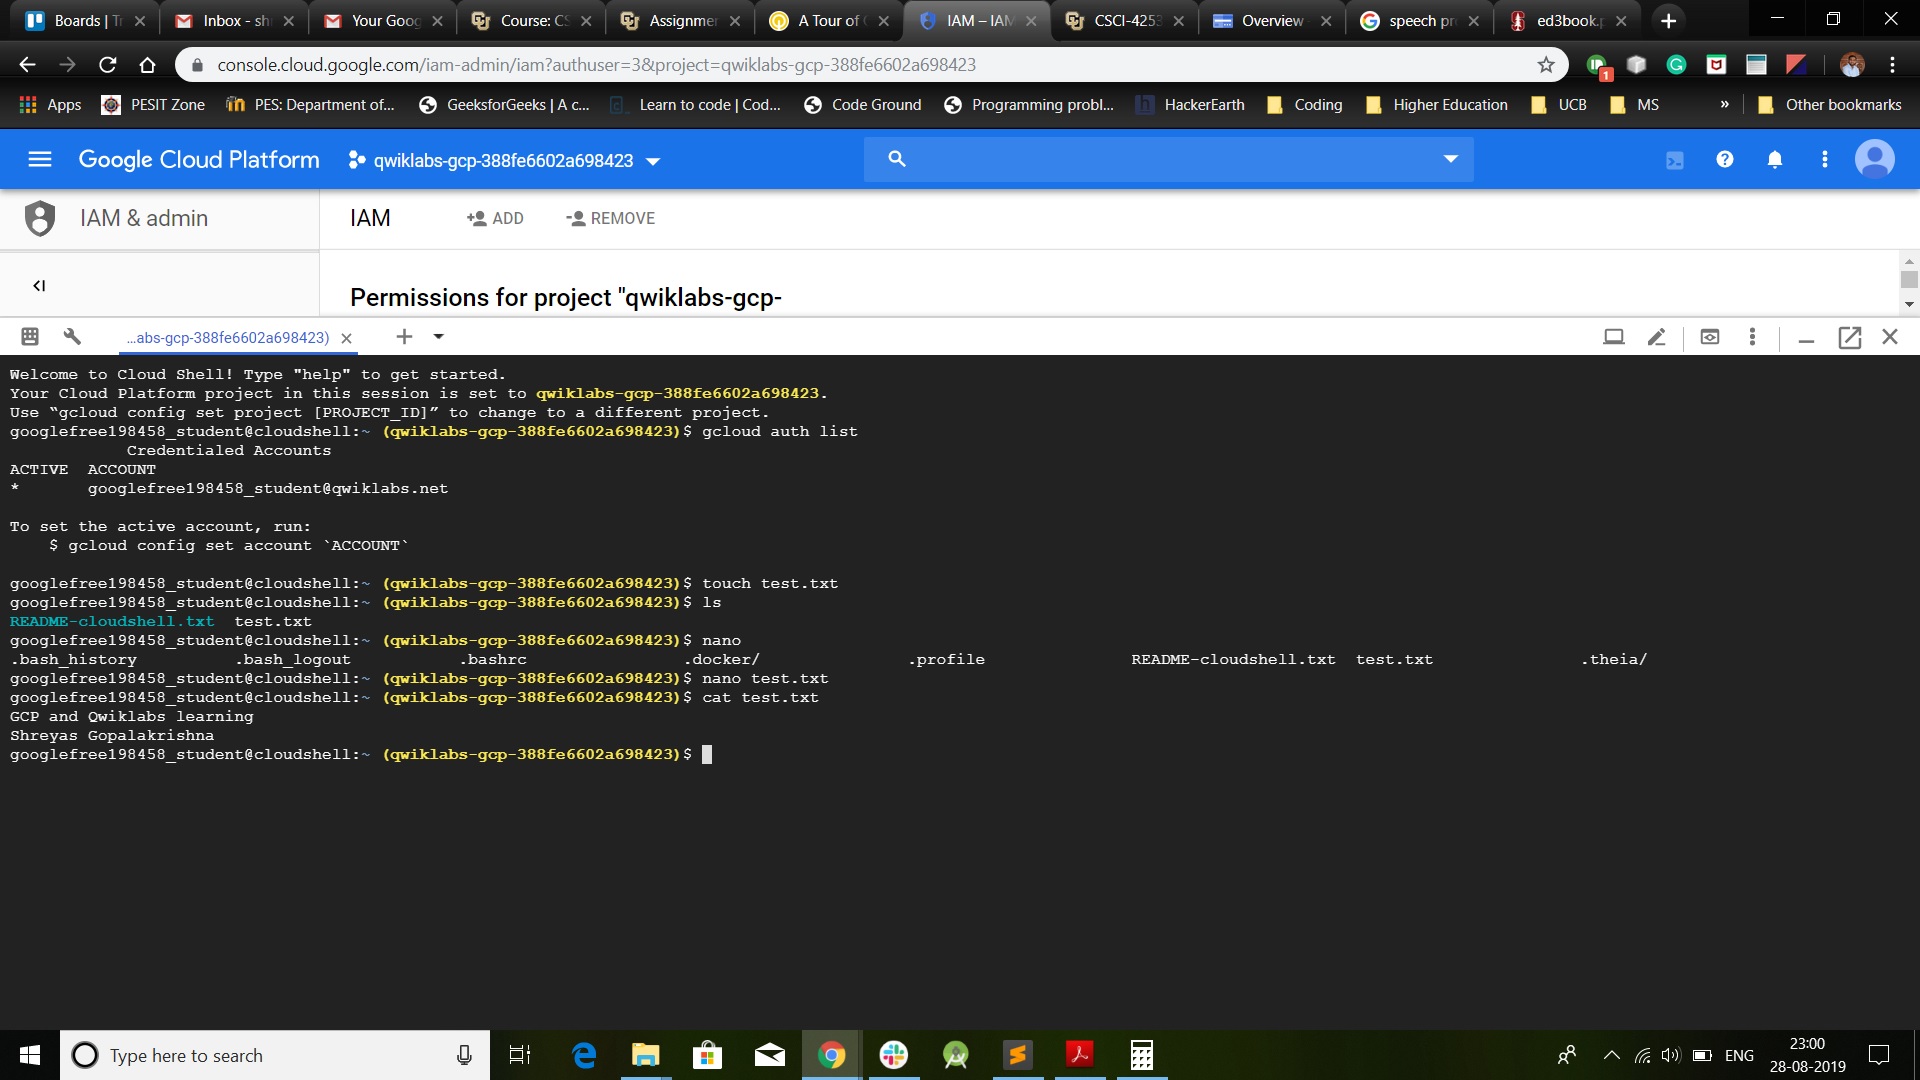 Boards | Tr
Inbox - sh
Your Goog
Course: CS
Assignmen
A Tour of
IAM – IAM
CSCI-4253
Overview
speech pr
ed3book.p
console.cloud.google.com/iam-admin/iam?authuser=3&project=qwiklabs-gcp-388fe6602a698423
1
Apps
PESIT Zone
PES: Department of...
GeeksforGeeks | A c...
Learn to code | Cod...
Code Ground
Programming probl...
HackerEarth
Coding
Higher Education
UCB
MS
»
Other bookmarks
Google Cloud Platform
qwiklabs-gcp-388fe6602a698423
IAM & admin
IAM
ADD
REMOVE
Permissions for project "qwiklabs-gcp-
...abs-gcp-388fe6602a698423)
Welcome to Cloud Shell! Type "help" to get started.
Your Cloud Platform project in this session is set to qwiklabs-gcp-388fe6602a698423.
Use “gcloud config set project [PROJECT_ID]” to change to a different project.
googlefree198458_student@cloudshell:~ (qwiklabs-gcp-388fe6602a698423)$ gcloud auth list
Credentialed Accounts
ACTIVE  ACCOUNT
*       googlefree198458_student@qwiklabs.net
To set the active account, run:
$ gcloud config set account `ACCOUNT`
googlefree198458_student@cloudshell:~ (qwiklabs-gcp-388fe6602a698423)$ touch test.txt
googlefree198458_student@cloudshell:~ (qwiklabs-gcp-388fe6602a698423)$ ls
README-cloudshell.txt  test.txt
googlefree198458_student@cloudshell:~ (qwiklabs-gcp-388fe6602a698423)$ nano
.bash_history  .bash_logout  .bashrc  .docker/  .profile  README-cloudshell.txt  test.txt  .theia/
googlefree198458_student@cloudshell:~ (qwiklabs-gcp-388fe6602a698423)$ nano test.txt
googlefree198458_student@cloudshell:~ (qwiklabs-gcp-388fe6602a698423)$ cat test.txt
GCP and Qwiklabs learning
Shreyas Gopalakrishna
googlefree198458_student@cloudshell:~ (qwiklabs-gcp-388fe6602a698423)$
Type here to search
ENG
23:00
28-08-2019